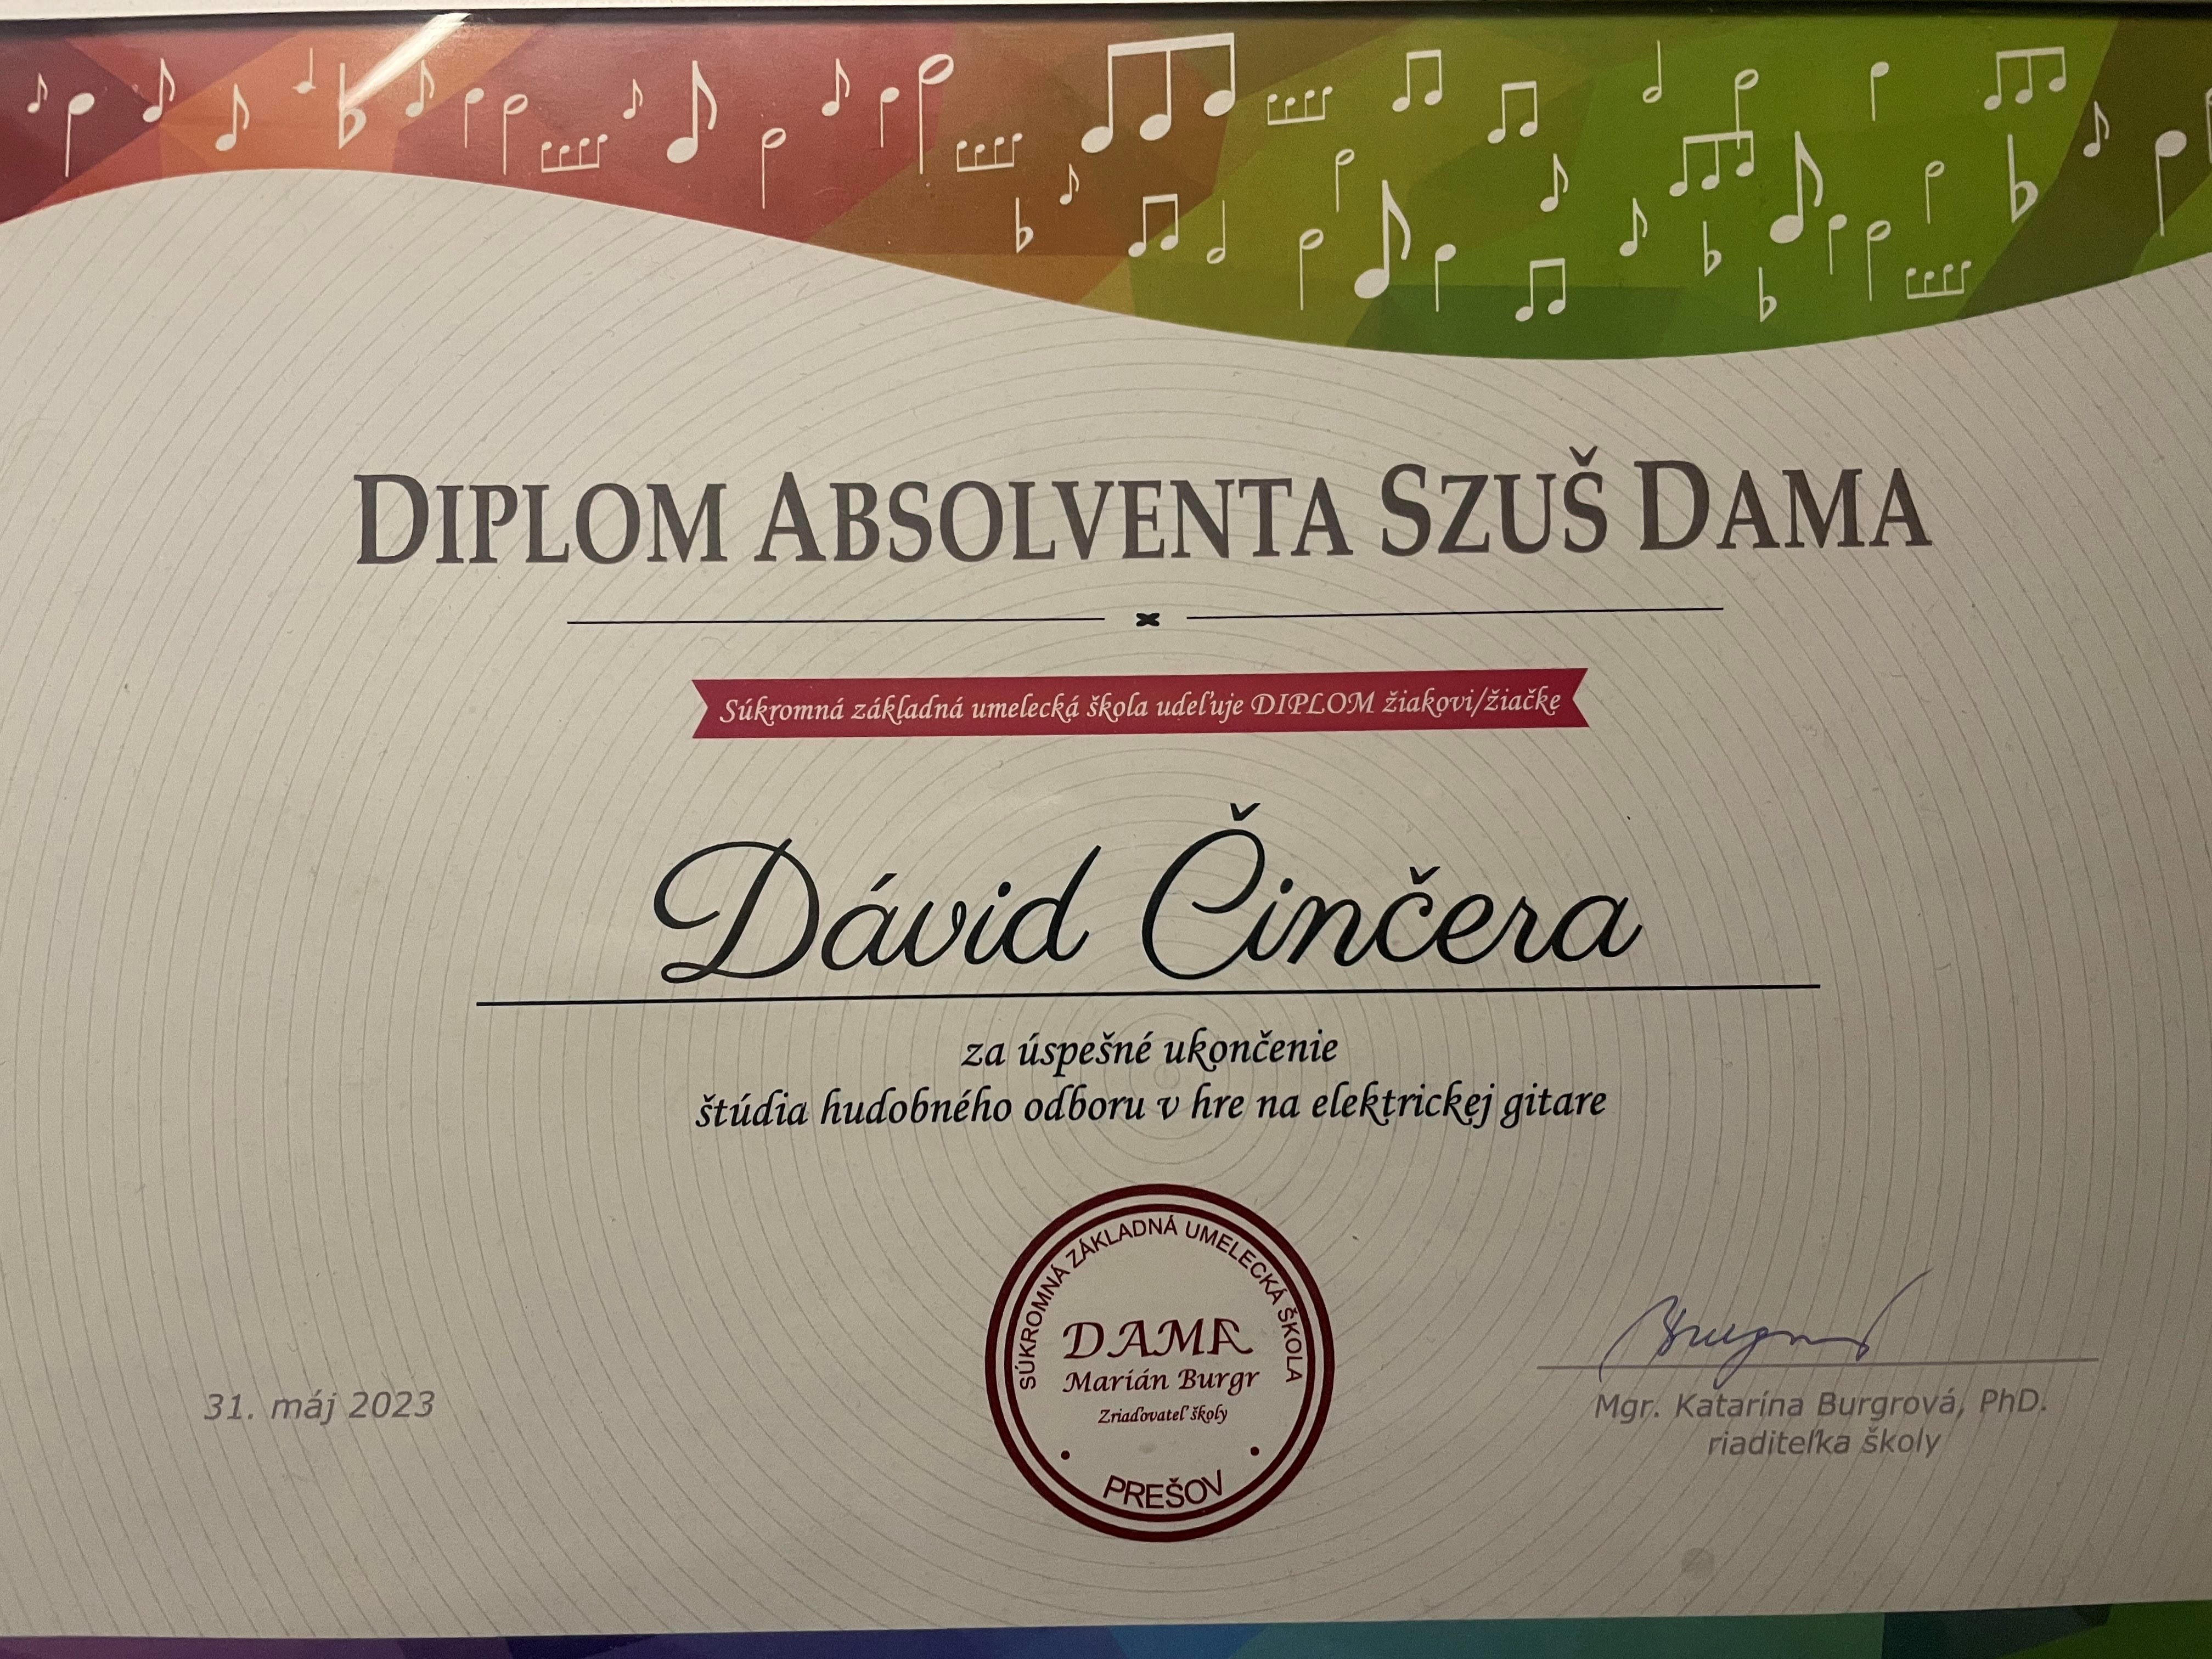 DIPLOM ABSOLVENTA SZUŠ DAMA
Súkromná základná umelecká škola udeľuje DIPLOM žiakovi/žiačke
Dávid Činčera
za úspešné ukončenie
štúdia hudobného odboru v hre na elektrickej gitare
SÚKROMNÁ ZÁKLADNÁ UMELECKÁ ŠKOLA
DAMA
Marián Burgr
Zriaďovateľ školy
PREŠOV
31. máj 2023
Mgr. Katarína Burgrová, PhD.
riaditeľka školy